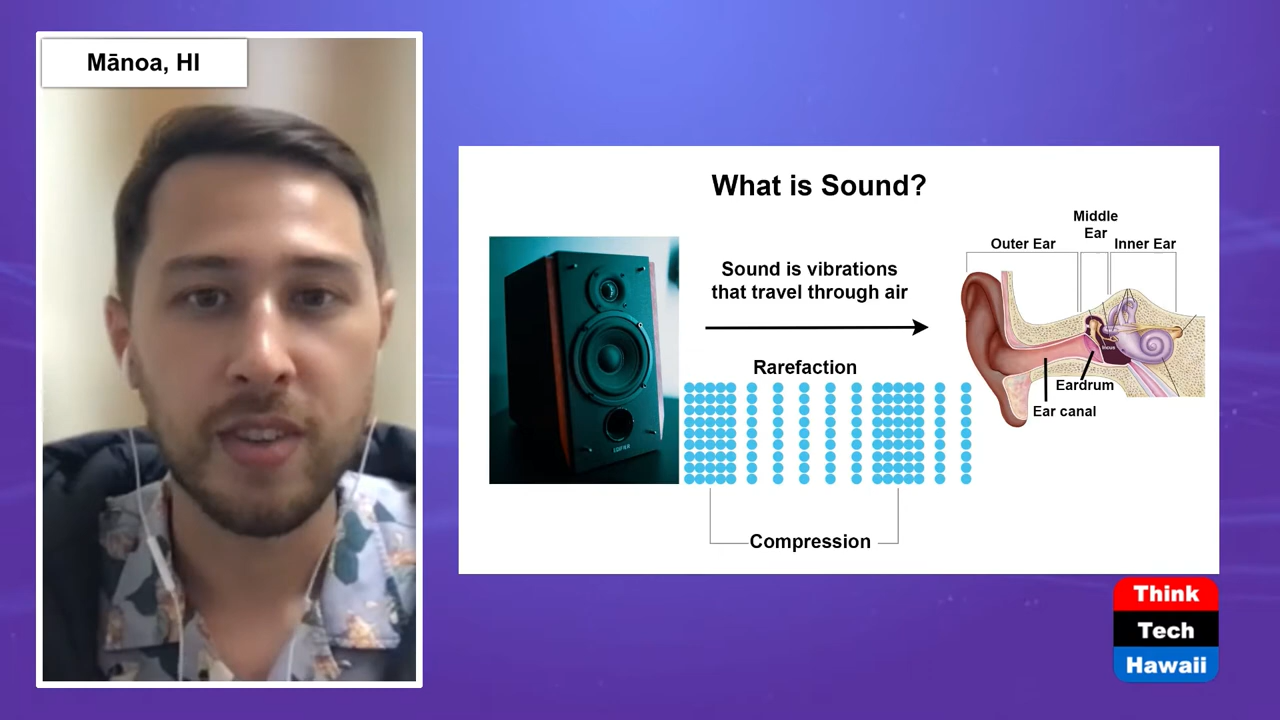 Mānoa, HI
What is Sound?
Sound is vibrations
that travel through air
Rarefaction
Compression
Middle
Ear
Outer Ear
Inner Ear
Eardrum
Ear canal
EDIFIER
Think
Tech
Hawaii